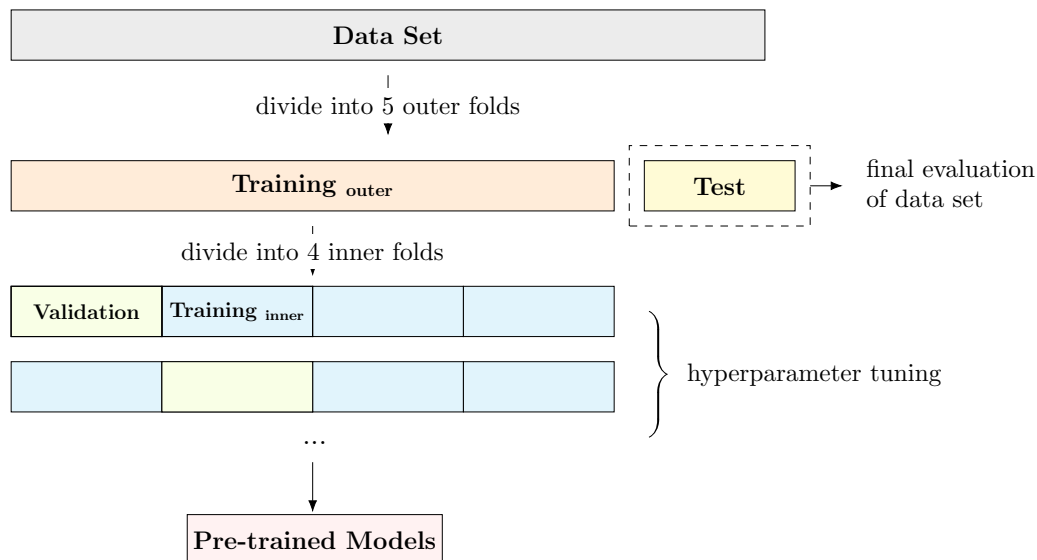 Data Set
divide into 5 outer folds
Training outer
Test
final evaluation
of data set
divide into 4 inner folds
Validation
Training inner
hyperparameter tuning
...
Pre-trained Models